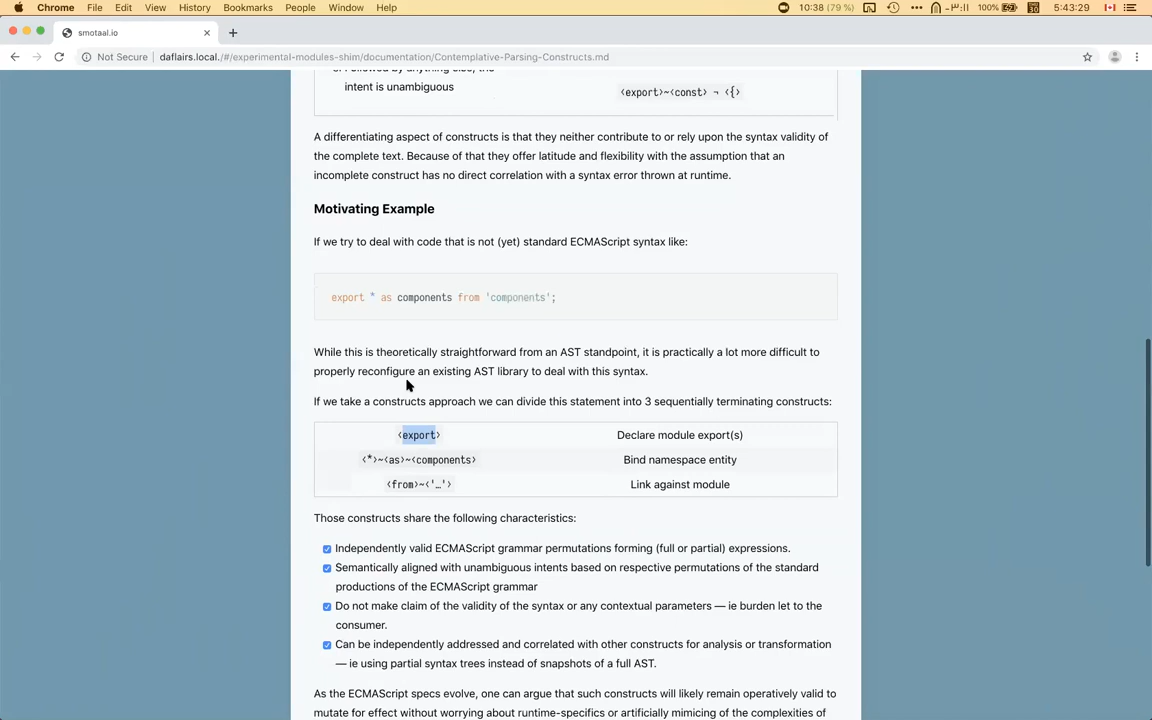 Chrome File Edit View History Bookmarks People Window Help 10:38 (79 %) 100% 5:43:29
smotaal.io
Not Secure daflairs.local./#/experimental-modules-shim/documentation/Contemplative-Parsing-Constructs.md
intent is unambiguous
‹export›~‹const› ¬ ‹{›
A differentiating aspect of constructs is that they neither contribute to or rely upon the syntax validity of
the complete text. Because of that they offer latitude and flexibility with the assumption that an
incomplete construct has no direct correlation with a syntax error thrown at runtime.
Motivating Example
If we try to deal with code that is not (yet) standard ECMAScript syntax like:
export * as components from 'components';
While this is theoretically straightforward from an AST standpoint, it is practically a lot more difficult to
properly reconfigure an existing AST library to deal with this syntax.
If we take a constructs approach we can divide this statement into 3 sequentially terminating constructs:
‹export› Declare module export(s)
‹*›~‹as›~‹components› Bind namespace entity
‹from›~‹'…'› Link against module
Those constructs share the following characteristics:
Independently valid ECMAScript grammar permutations forming (full or partial) expressions.
Semantically aligned with unambiguous intents based on respective permutations of the standard
productions of the ECMAScript grammar
Do not make claim of the validity of the syntax or any contextual parameters — ie burden let to the
consumer.
Can be independently addressed and correlated with other constructs for analysis or transformation
— ie using partial syntax trees instead of snapshots of a full AST.
As the ECMAScript specs evolve, one can argue that such constructs will likely remain operatively valid to
mutate for effect without worrying about runtime-specifics or artificially mimicing of the complexities of